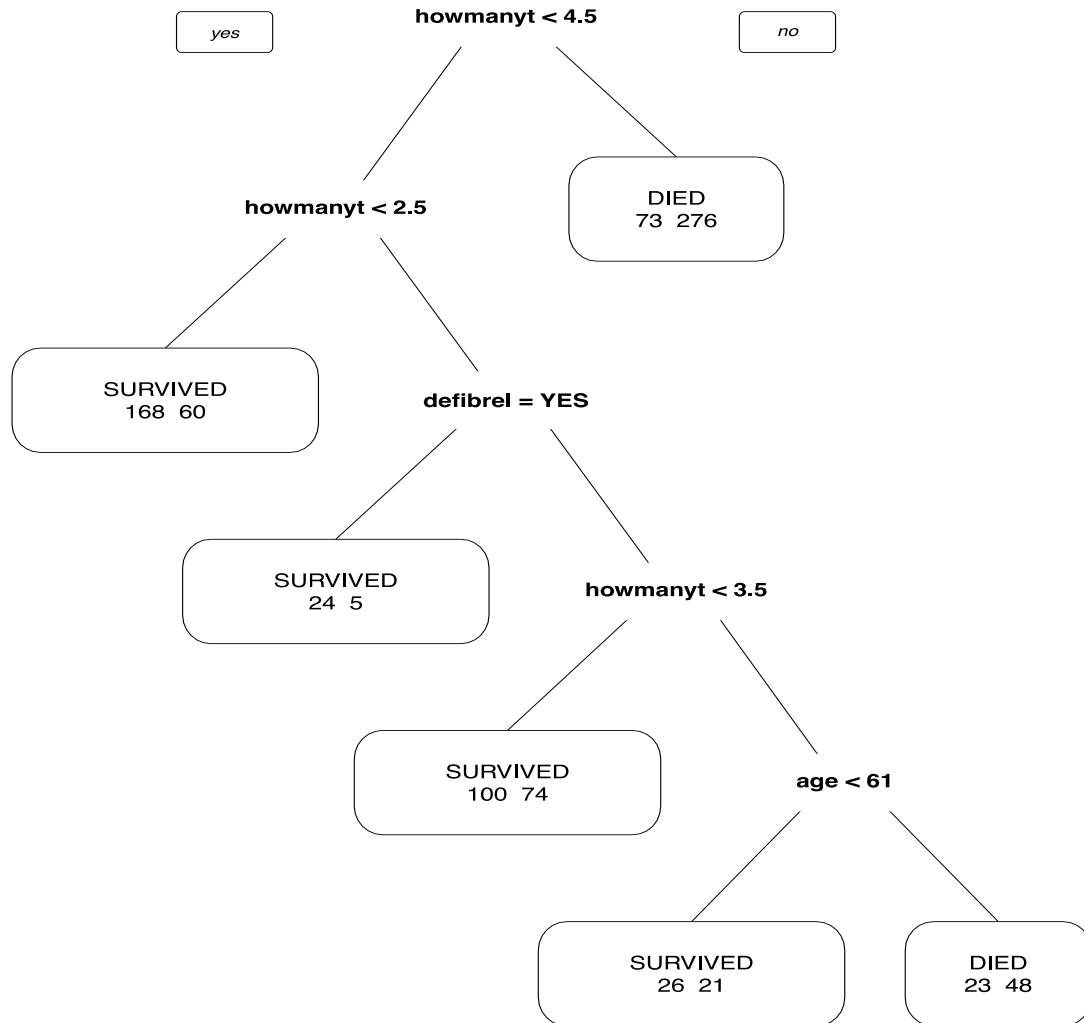 howmanyt < 4.5
yes
no
howmanyt < 2.5
DIED
73 276
SURVIVED
168 60
defibrel = YES
SURVIVED
24 5
howmanyt < 3.5
SURVIVED
100 74
age < 61
SURVIVED
26 21
DIED
23 48